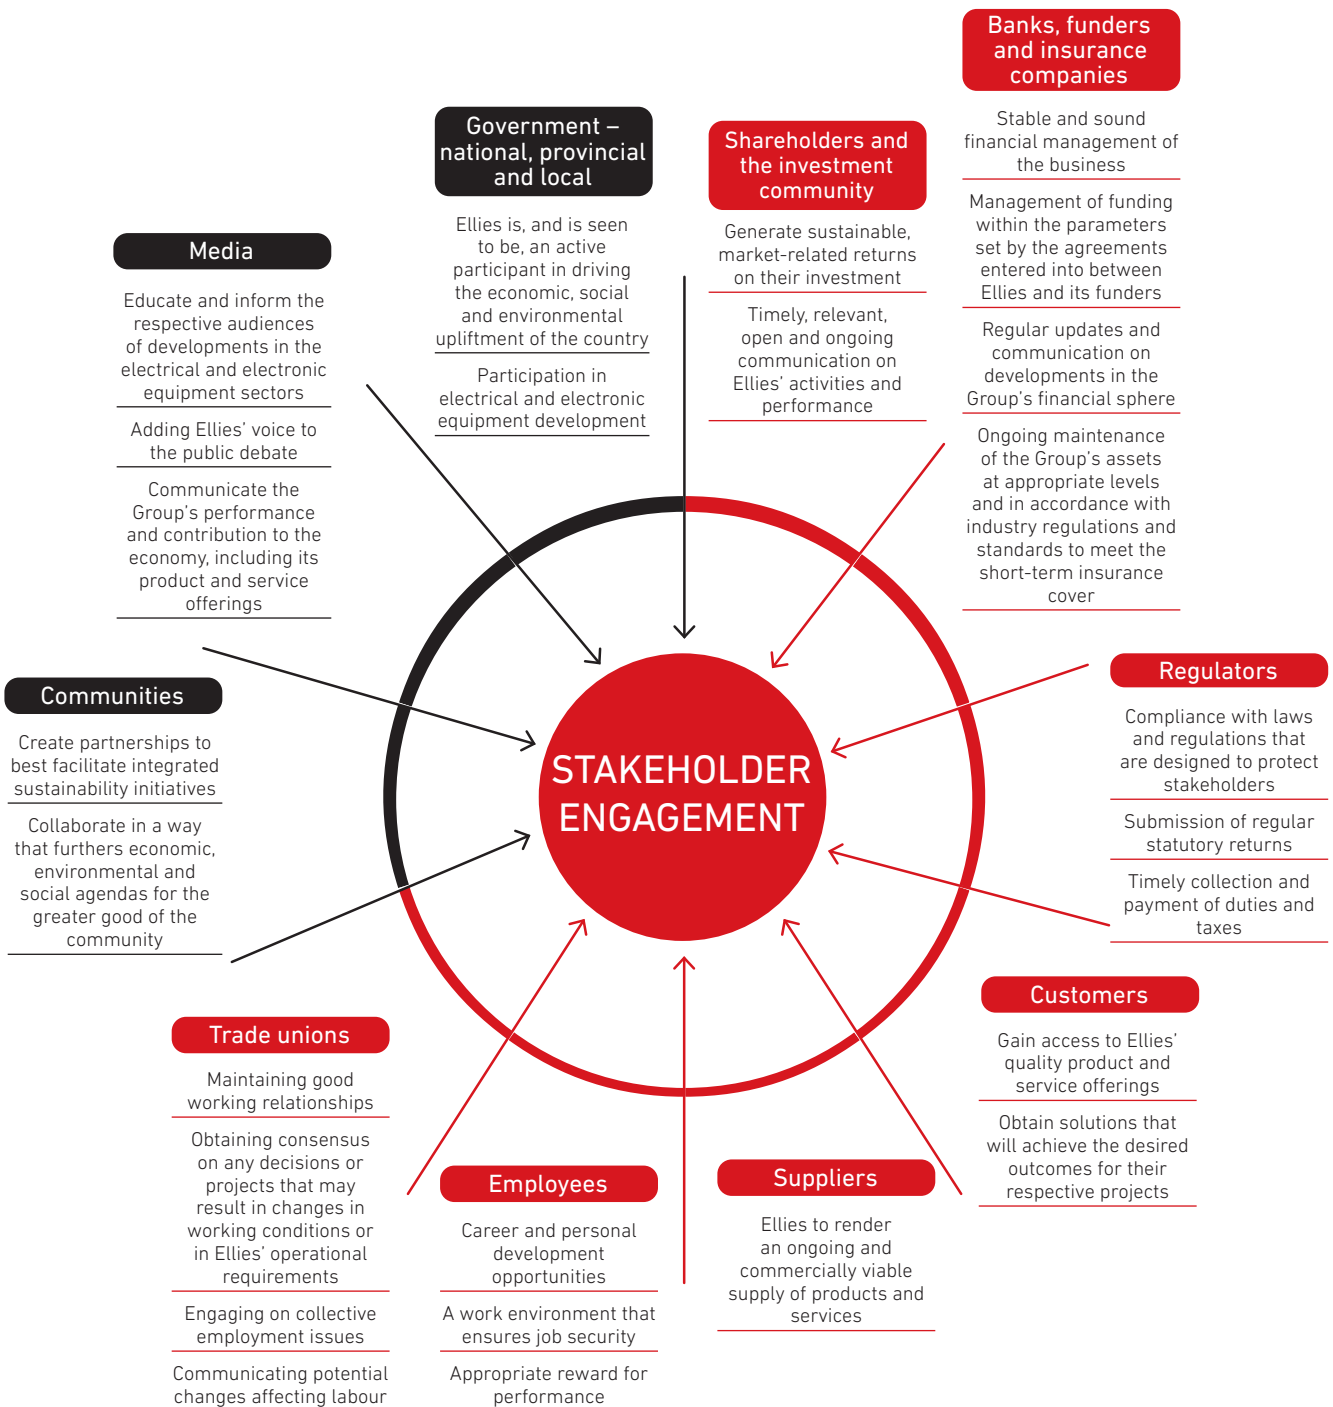 Banks, funders
and insurance
companies
Stable and sound
financial management of
the business
Management of funding
within the parameters
set by the agreements
entered into between
Ellies and its funders
Regular updates and
communication on
developments in the
Group's financial sphere
Ongoing maintenance
of the Group's assets
at appropriate levels
and in accordance with
industry regulations and
standards to meet the
short-term insurance
cover
Government –
national, provincial
and local
Ellies is, and is seen
to be, an active
participant in driving
the economic, social
and environmental
upliftment of the country
Participation in
electrical and electronic
equipment development
Shareholders and
the investment
community
Generate sustainable,
market-related returns
on their investment
Timely, relevant,
open and ongoing
communication on
Ellies' activities and
performance
Media
Educate and inform the
respective audiences
of developments in the
electrical and electronic
equipment sectors
Adding Ellies' voice to
the public debate
Communicate the
Group's performance
and contribution to the
economy, including its
product and service
offerings
Communities
Create partnerships to
best facilitate integrated
sustainability initiatives
Collaborate in a way
that furthers economic,
environmental and
social agendas for the
greater good of the
community
STAKEHOLDER
ENGAGEMENT
Regulators
Compliance with laws
and regulations that
are designed to protect
stakeholders
Submission of regular
statutory returns
Timely collection and
payment of duties and
taxes
Customers
Gain access to Ellies'
quality product and
service offerings
Obtain solutions that
will achieve the desired
outcomes for their
respective projects
Trade unions
Maintaining good
working relationships
Obtaining consensus
on any decisions or
projects that may
result in changes in
working conditions or
in Ellies' operational
requirements
Engaging on collective
employment issues
Communicating potential
changes affecting labour
Employees
Career and personal
development
opportunities
A work environment that
ensures job security
Appropriate reward for
performance
Suppliers
Ellies to render
an ongoing and
commercially viable
supply of products and
services